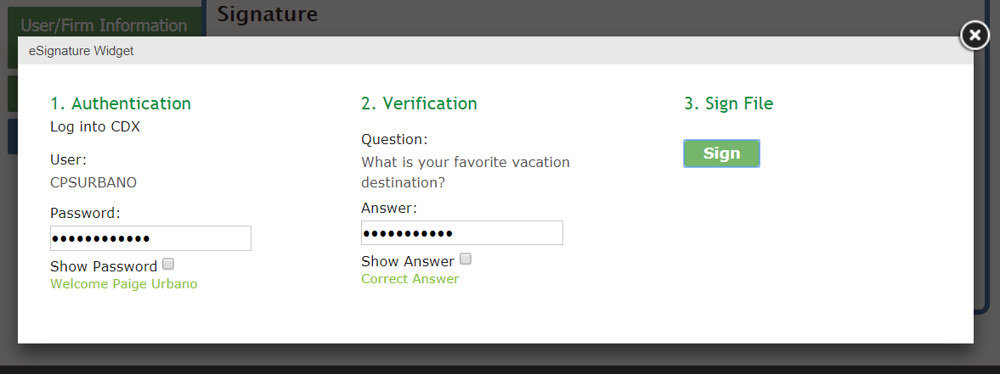 User/Firm Information
Signature
eSignature Widget
1. Authentication
Log into CDX
User:
CPSURBANO
Password:
••••••••••••
Show Password
Welcome Paige Urbano
2. Verification
Question:
What is your favorite vacation
destination?
Answer:
•••••••••••
Show Answer
Correct Answer
3. Sign File
Sign